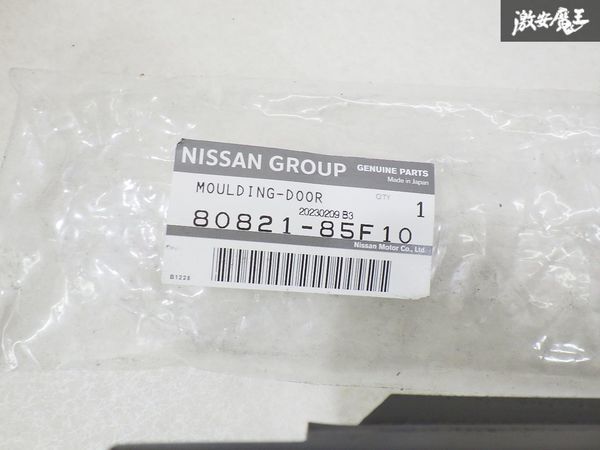 激安魔王
NISSAN GROUP
GENUINE PARTS
Made in Japan
MOULDING-DOOR
QTY
1
20230209 B3
80821-85F10
Nissan Motor Co., Ltd.
B1228